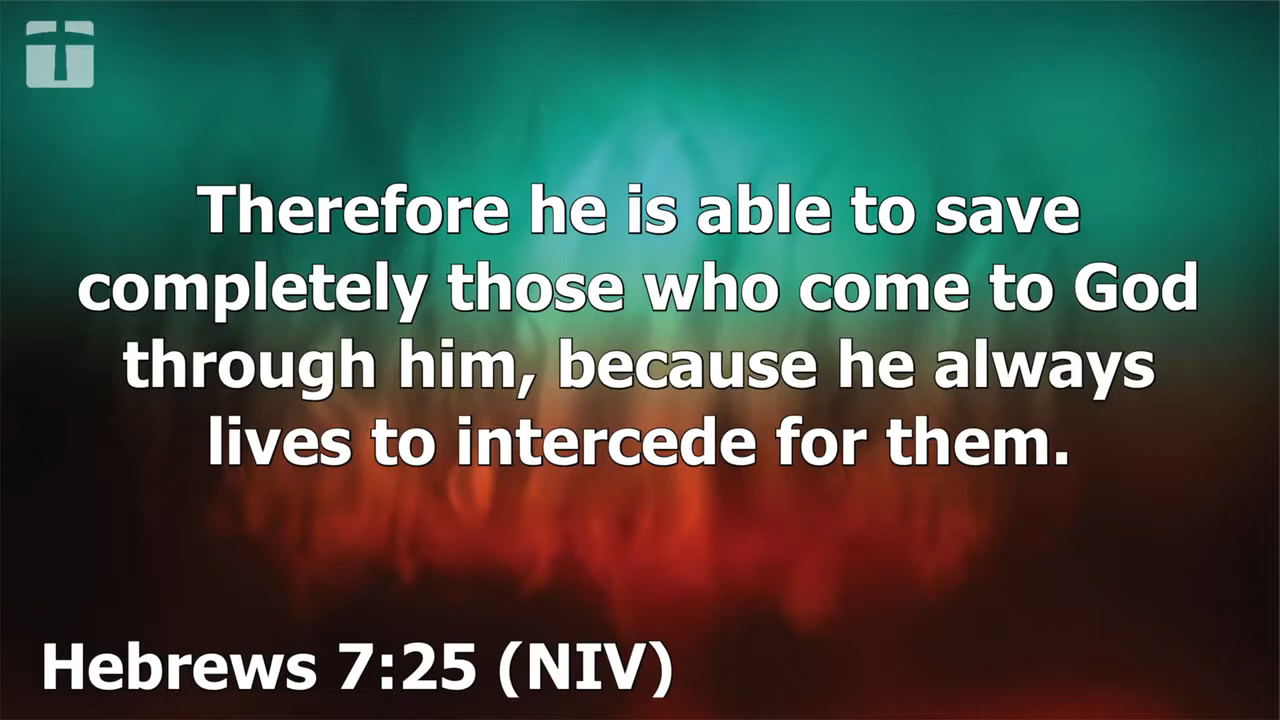 Therefore he is able to save
completely those who come to God
through him, because he always
lives to intercede for them.
Hebrews 7:25 (NIV)